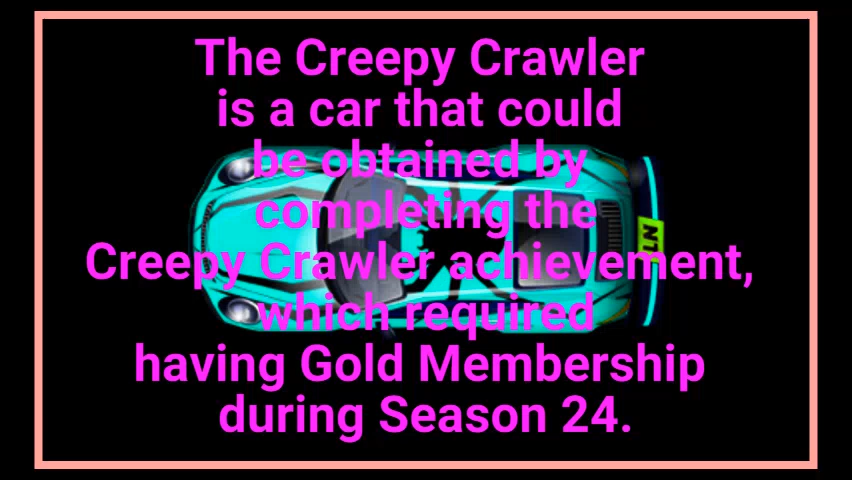 The Creepy Crawler
is a car that could
be obtained by
completing the
Creepy Crawler achievement,
which required
having Gold Membership
during Season 24.
LN